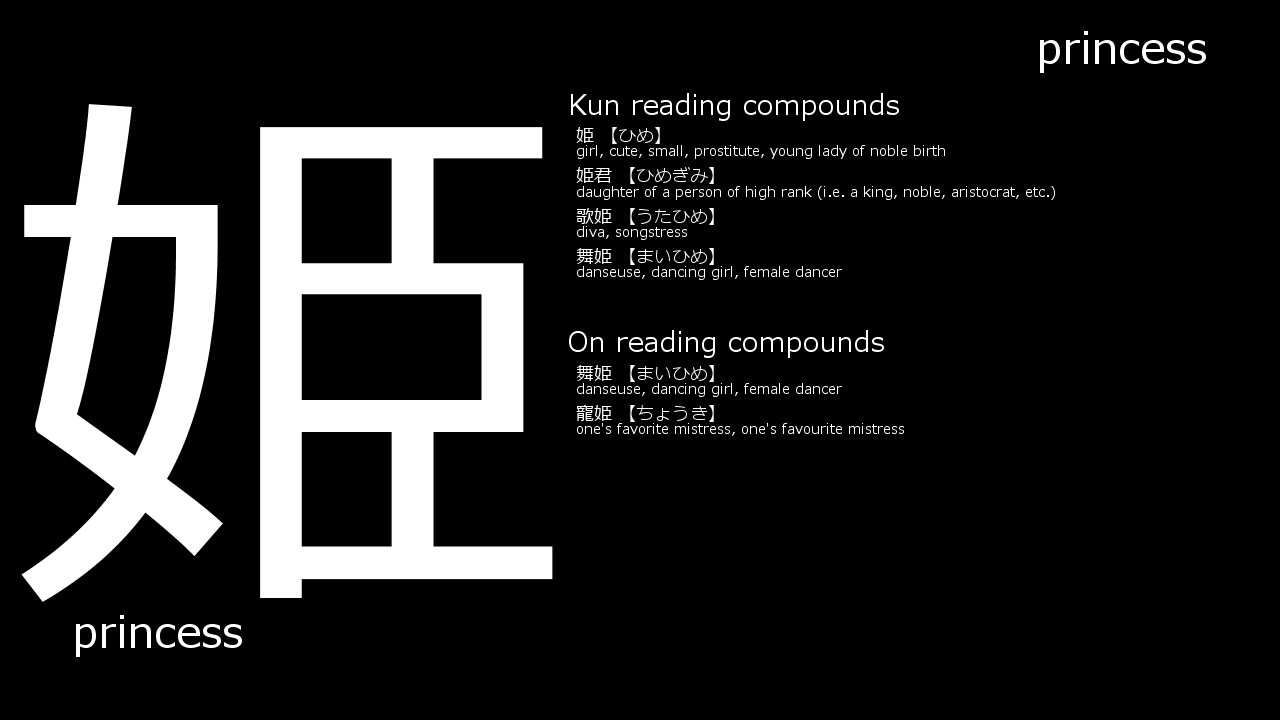 princess
姫
Kun reading compounds
姫 【ひめ】
girl, cute, small, prostitute, young lady of noble birth
姫君 【ひめぎみ】
daughter of a person of high rank (i.e. a king, noble, aristocrat, etc.)
歌姫 【うたひめ】
diva, songstress
舞姫 【まいひめ】
danseuse, dancing girl, female dancer
On reading compounds
舞姫 【まいひめ】
danseuse, dancing girl, female dancer
寵姫 【ちょうき】
one's favorite mistress, one's favourite mistress
princess